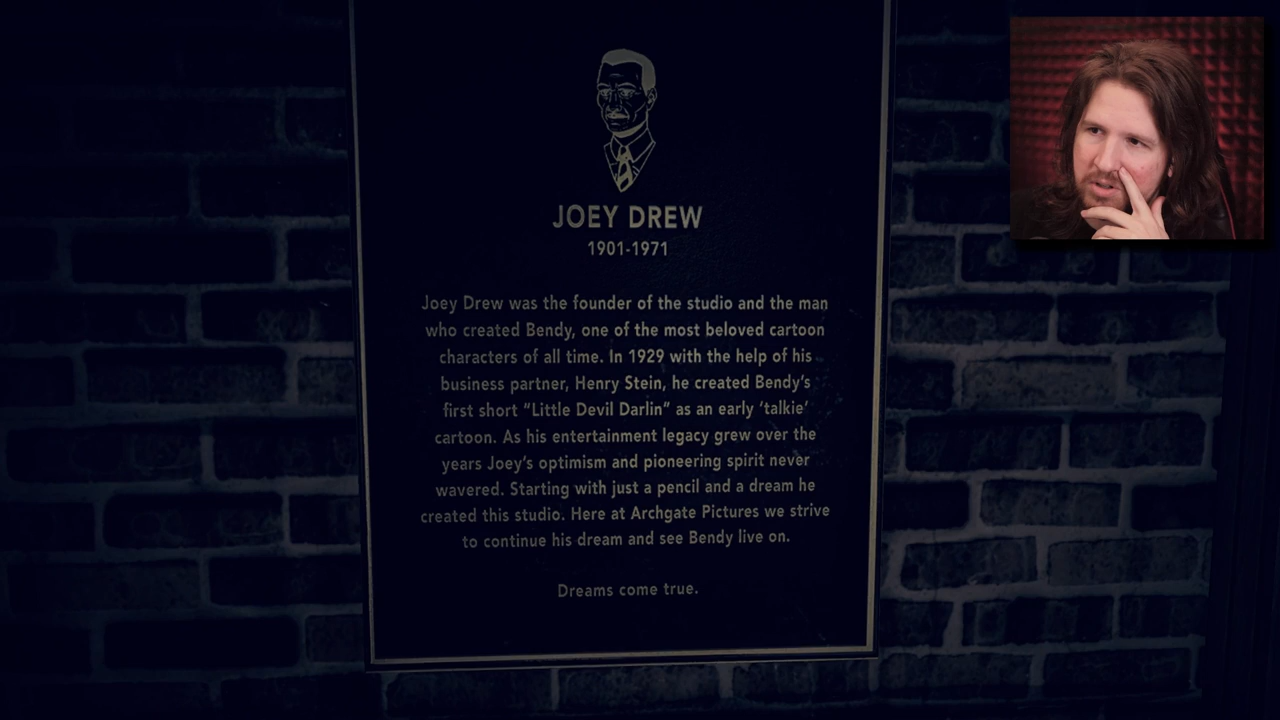 JOEY DREW
1901-1971
Joey Drew was the founder of the studio and the man
who created Bendy, one of the most beloved cartoon
characters of all time. In 1929 with the help of his
business partner, Henry Stein, he created Bendy's
first short "Little Devil Darlin" as an early 'talkie'
cartoon. As his entertainment legacy grew over the
years Joey's optimism and pioneering spirit never
wavered. Starting with just a pencil and a dream he
created this studio. Here at Archgate Pictures we strive
to continue his dream and see Bendy live on.
Dreams come true.